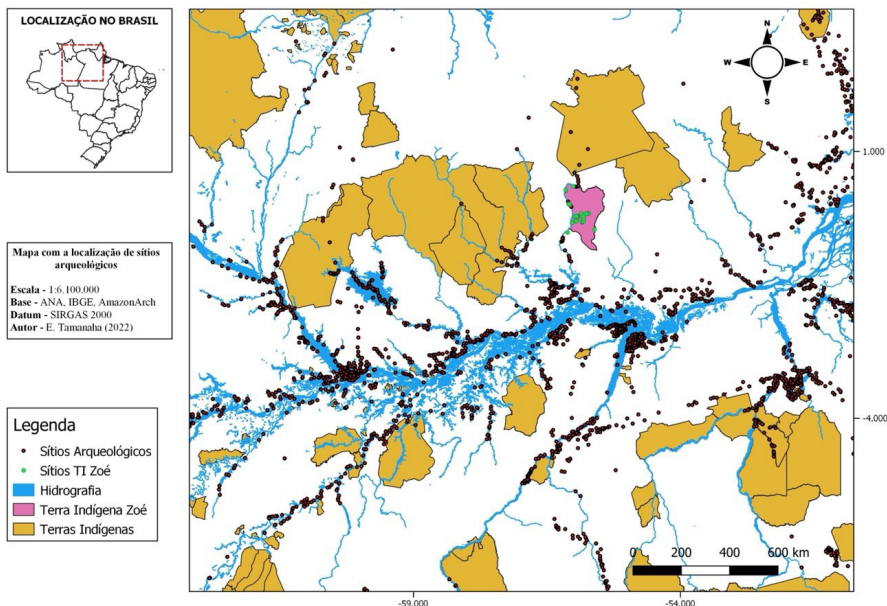 LOCALIZAÇÃO NO BRASIL
Mapa com a localização de sítios
arqueológicos
Escala - 1:6.100.000
Base - ANA, IBGE, AmazonArch
Datum - SIRGAS 2000
Autor - E. Tamanaha (2022)
Legenda
Sítios Arqueológicos
Sítios TI Zoé
Hidrografia
Terra Indígena Zoé
Terras Indígenas
N
W
E
S
1.000
-4.000
0 200 400 600 km
-59.000
-54.000